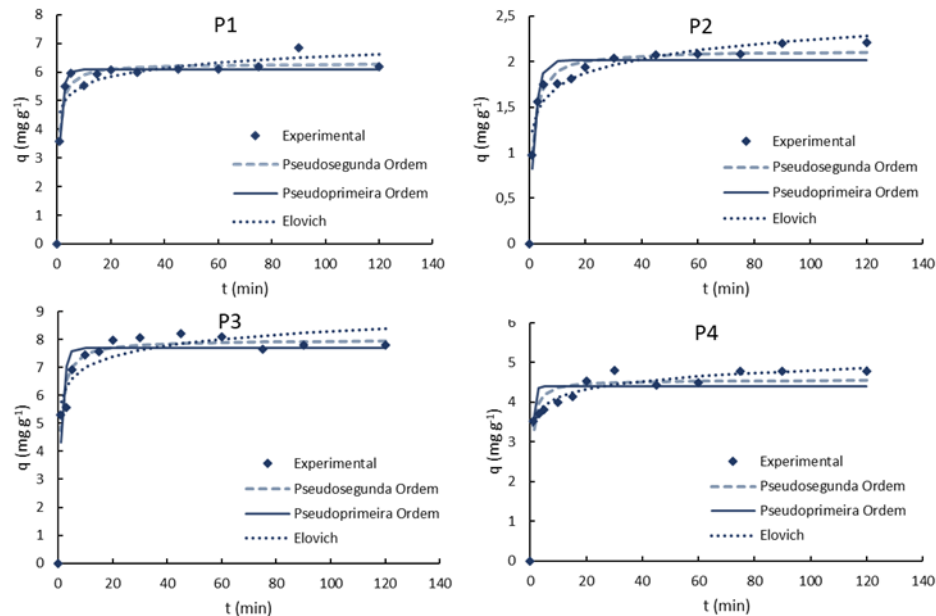 P1
q (mg g⁻¹)
8
7
6
5
4
3
2
1
0
Experimental
Pseudosegunda Ordem
Pseudoprimeira Ordem
Elovich
0 20 40 60 80 100 120 140
t (min)
P2
q (mg g⁻¹)
2,5
2
1,5
1
0,5
0
Experimental
Pseudosegunda Ordem
Pseudoprimeira Ordem
Elovich
0 20 40 60 80 100 120 140
t (min)
P3
q (mg g⁻¹)
9
8
7
6
5
4
3
2
1
0
Experimental
Pseudosegunda Ordem
Pseudoprimeira Ordem
Elovich
0 20 40 60 80 100 120 140
t (min)
P4
q (mg g⁻¹)
6
5
4
3
2
1
0
Experimental
Pseudosegunda Ordem
Pseudoprimeira Ordem
Elovich
0 20 40 60 80 100 120 140
t (min)